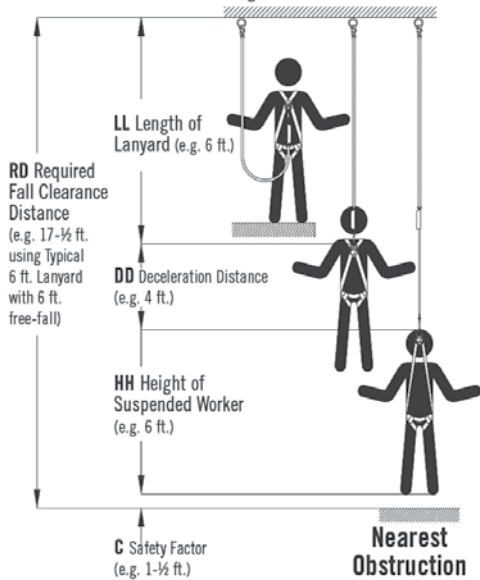 LL Length of
Lanyard (e.g. 6 ft.)
RD Required
Fall Clearance
Distance
(e.g. 17-½ ft.
using Typical
6 ft. Lanyard
with 6 ft.
free-fall)
DD Deceleration Distance
(e.g. 4 ft.)
HH Height of
Suspended Worker
(e.g. 6 ft.)
C Safety Factor
(e.g. 1-½ ft.)
Nearest
Obstruction